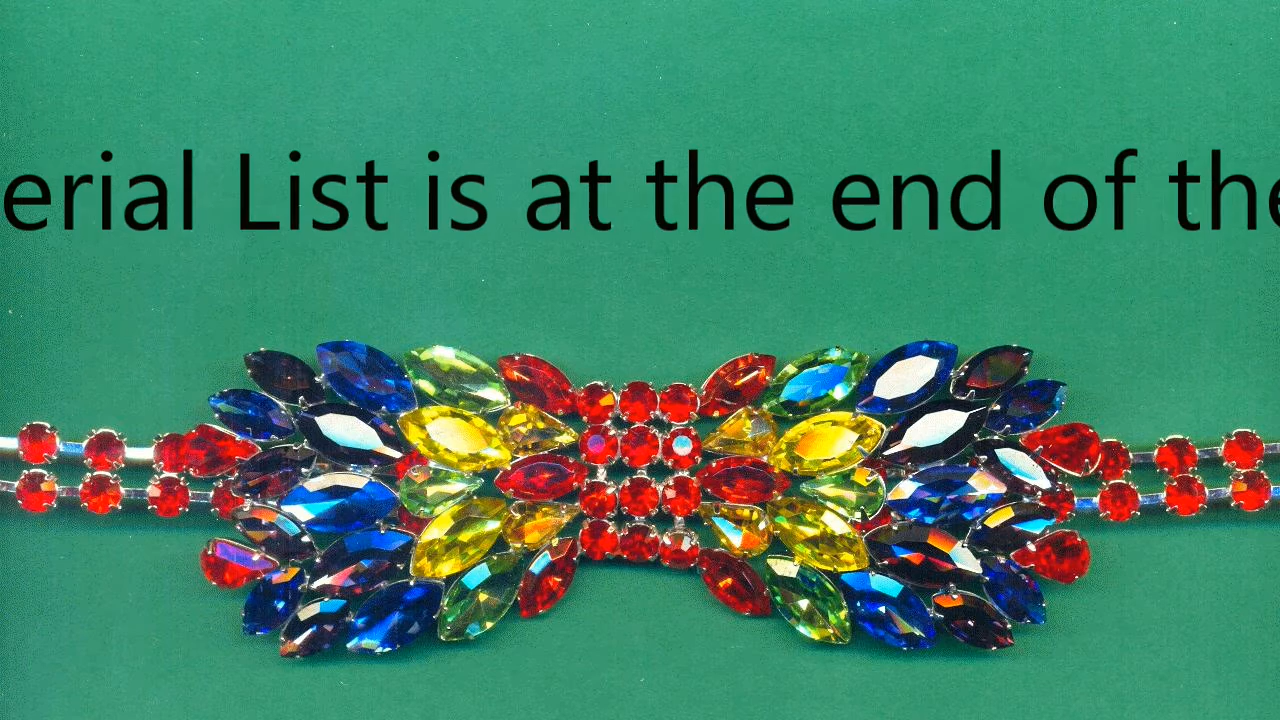 erial List is at the end of the